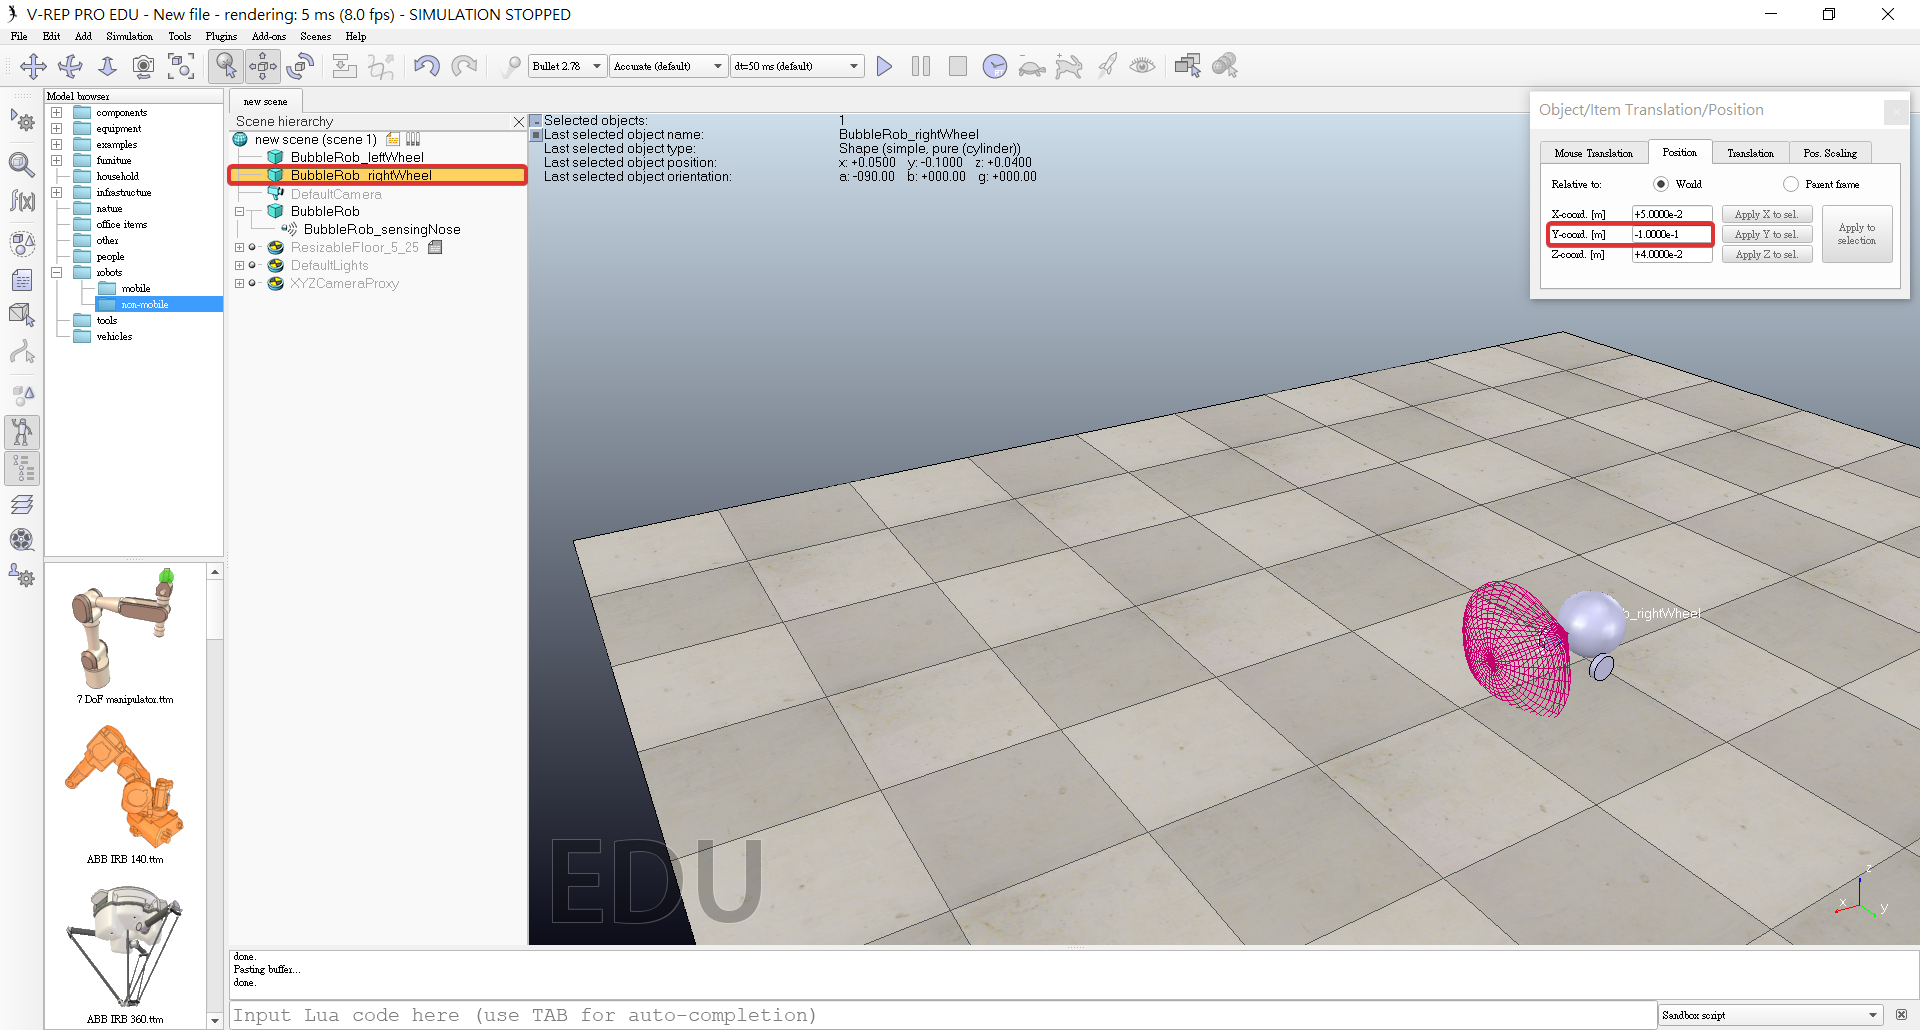 V-REP PRO EDU - New file - rendering: 5 ms (8.0 fps) - SIMULATION STOPPED
File Edit Add Simulation Tools Plugins Add-ons Scenes Help
Bullet 2.78 Accurate (default) dt=50 ms (default)
Model browser
components
equipment
examples
furniture
household
infrastructure
nature
office items
other
people
robots
mobile
non-mobile
tools
vehicles
7 DoF manipulator.ttm
ABB IRB 140.ttm
ABB IRB 360.ttm
new scene
Scene hierarchy
new scene (scene 1)
BubbleRob_leftWheel
BubbleRob_rightWheel
DefaultCamera
BubbleRob
BubbleRob_sensingNose
ResizableFloor_5_25
DefaultLights
XYZCameraProxy
Selected objects: 1
Last selected object name: BubbleRob_rightWheel
Last selected object type: Shape (simple, pure (cylinder))
Last selected object position: x: +0.0500 y: -0.1000 z: +0.0400
Last selected object orientation: a: -090.00 b: +000.00 g: +000.00
Object/Item Translation/Position
Mouse Translation Position Translation Pos. Scaling
Relative to: World Parent frame
X-coord. [m] +5.0000e-2 Apply X to sel.
Y-coord. [m] -1.0000e-1 Apply Y to sel.
Z-coord. [m] +4.0000e-2 Apply Z to sel.
Apply to
selection
b_rightWheel
EDU
z
x
y
done.
Pasting buffer...
done.
Input Lua code here (use TAB for auto-completion)
Sandbox script